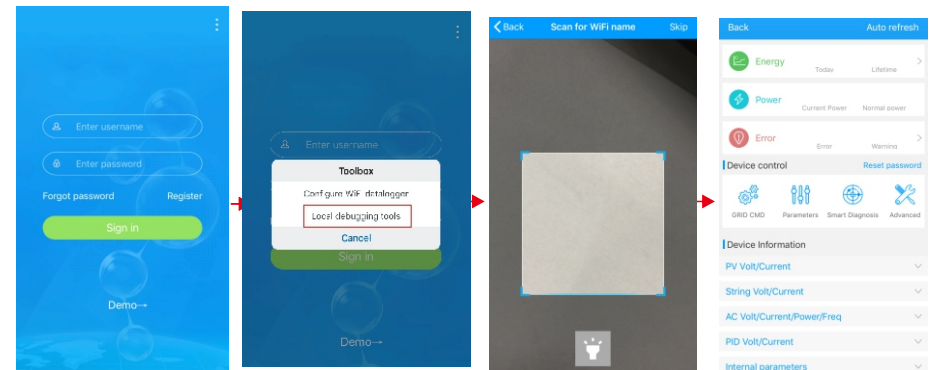 Enter username
Enter password
Forgot password Register
Sign in
Demo→
Enter username
Toolbox
Configure WiFi datalogger
Local debugging tools
Cancel
Sign in
Demo→
Back Scan for WiFi name Skip
Back Auto refresh
Energy
Today Lifetime
Power
Current Power Normal power
Error
Error Warning
Device control Reset password
GRID CMD Parameters Smart Diagnosis Advanced
Device Information
PV Volt/Current
String Volt/Current
AC Volt/Current/Power/Freq
PID Volt/Current
Internal parameters